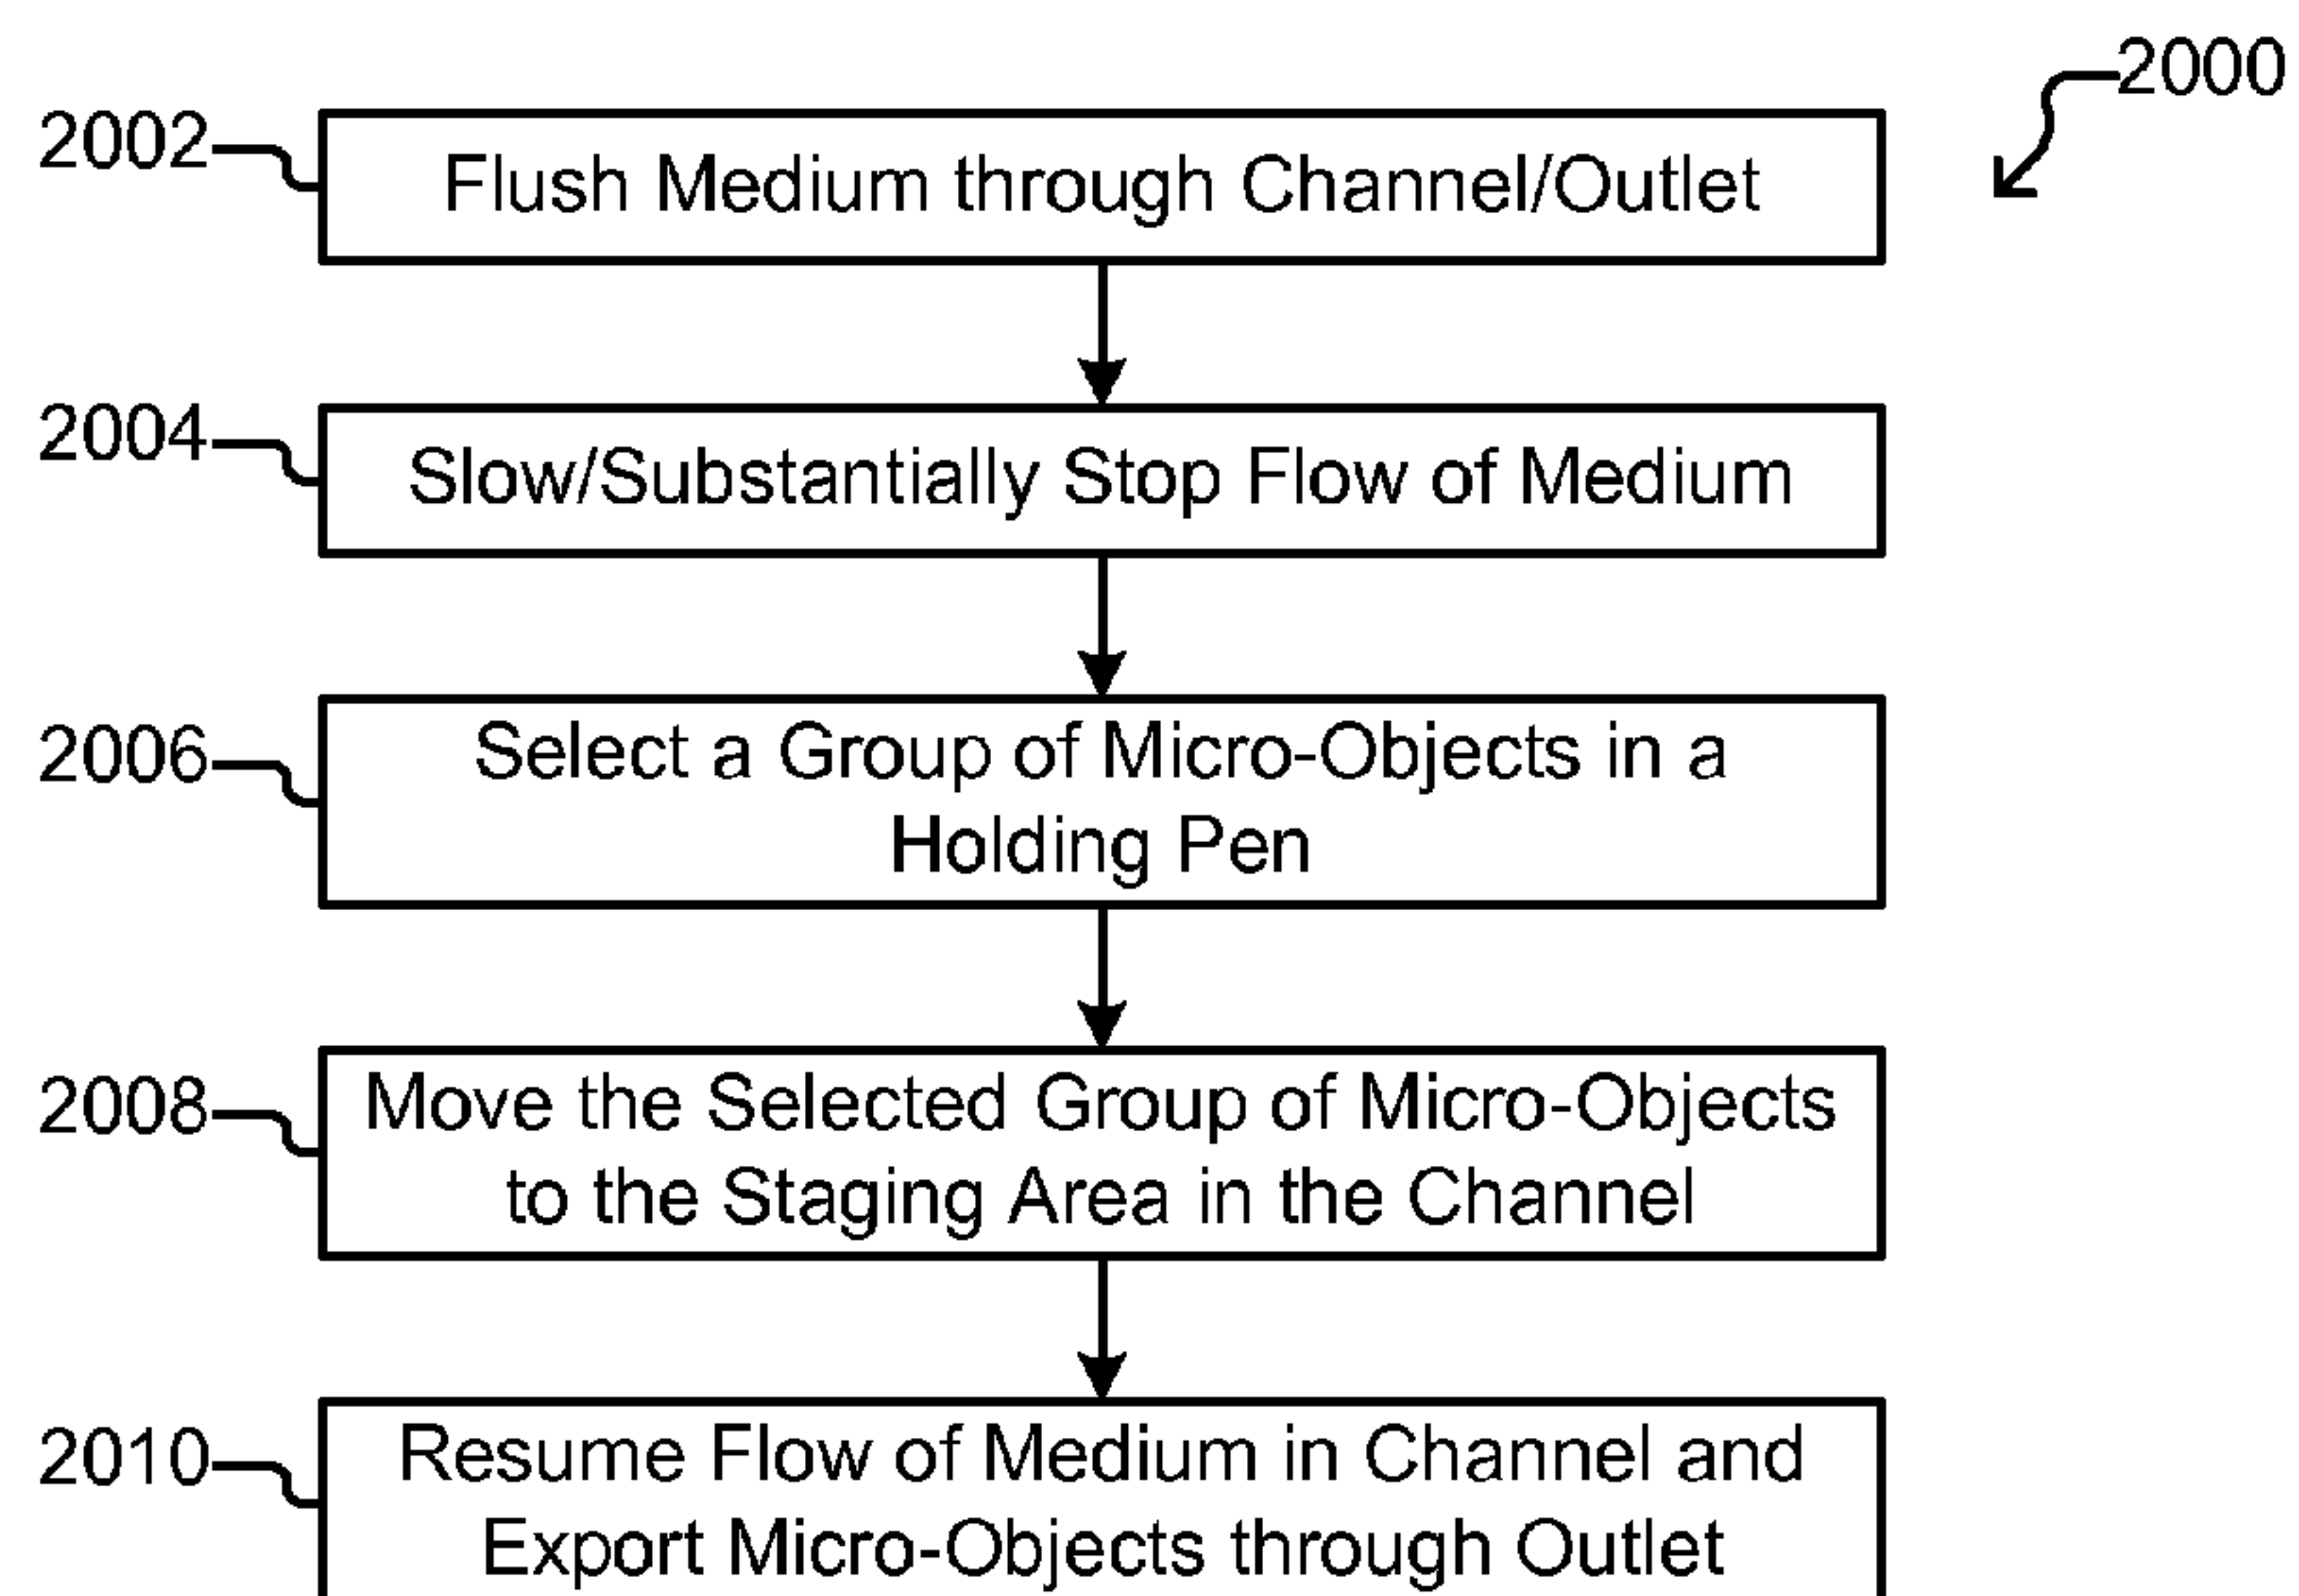 2000
2002
Flush Medium through Channel/Outlet
2004
Slow/Substantially Stop Flow of Medium
2006
Select a Group of Micro-Objects in a
Holding Pen
2008
Move the Selected Group of Micro-Objects
to the Staging Area in the Channel
2010
Resume Flow of Medium in Channel and
Export Micro-Objects through Outlet